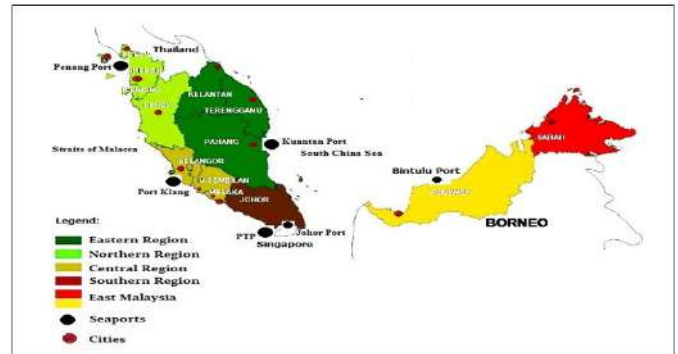 Thailand
Penang Port
KELANTAN
TERENGGANU
PAHANG
Kuantan Port
South China Sea
Straits of Malacca
SELANGOR
Port Klang
N.SEMBILAN
MELAKA
JOHOR
PTP
Johor Port
Singapore
SABAH
Bintulu Port
BORNEO
Legend:
Eastern Region
Northern Region
Central Region
Southern Region
East Malaysia
Seaports
Cities